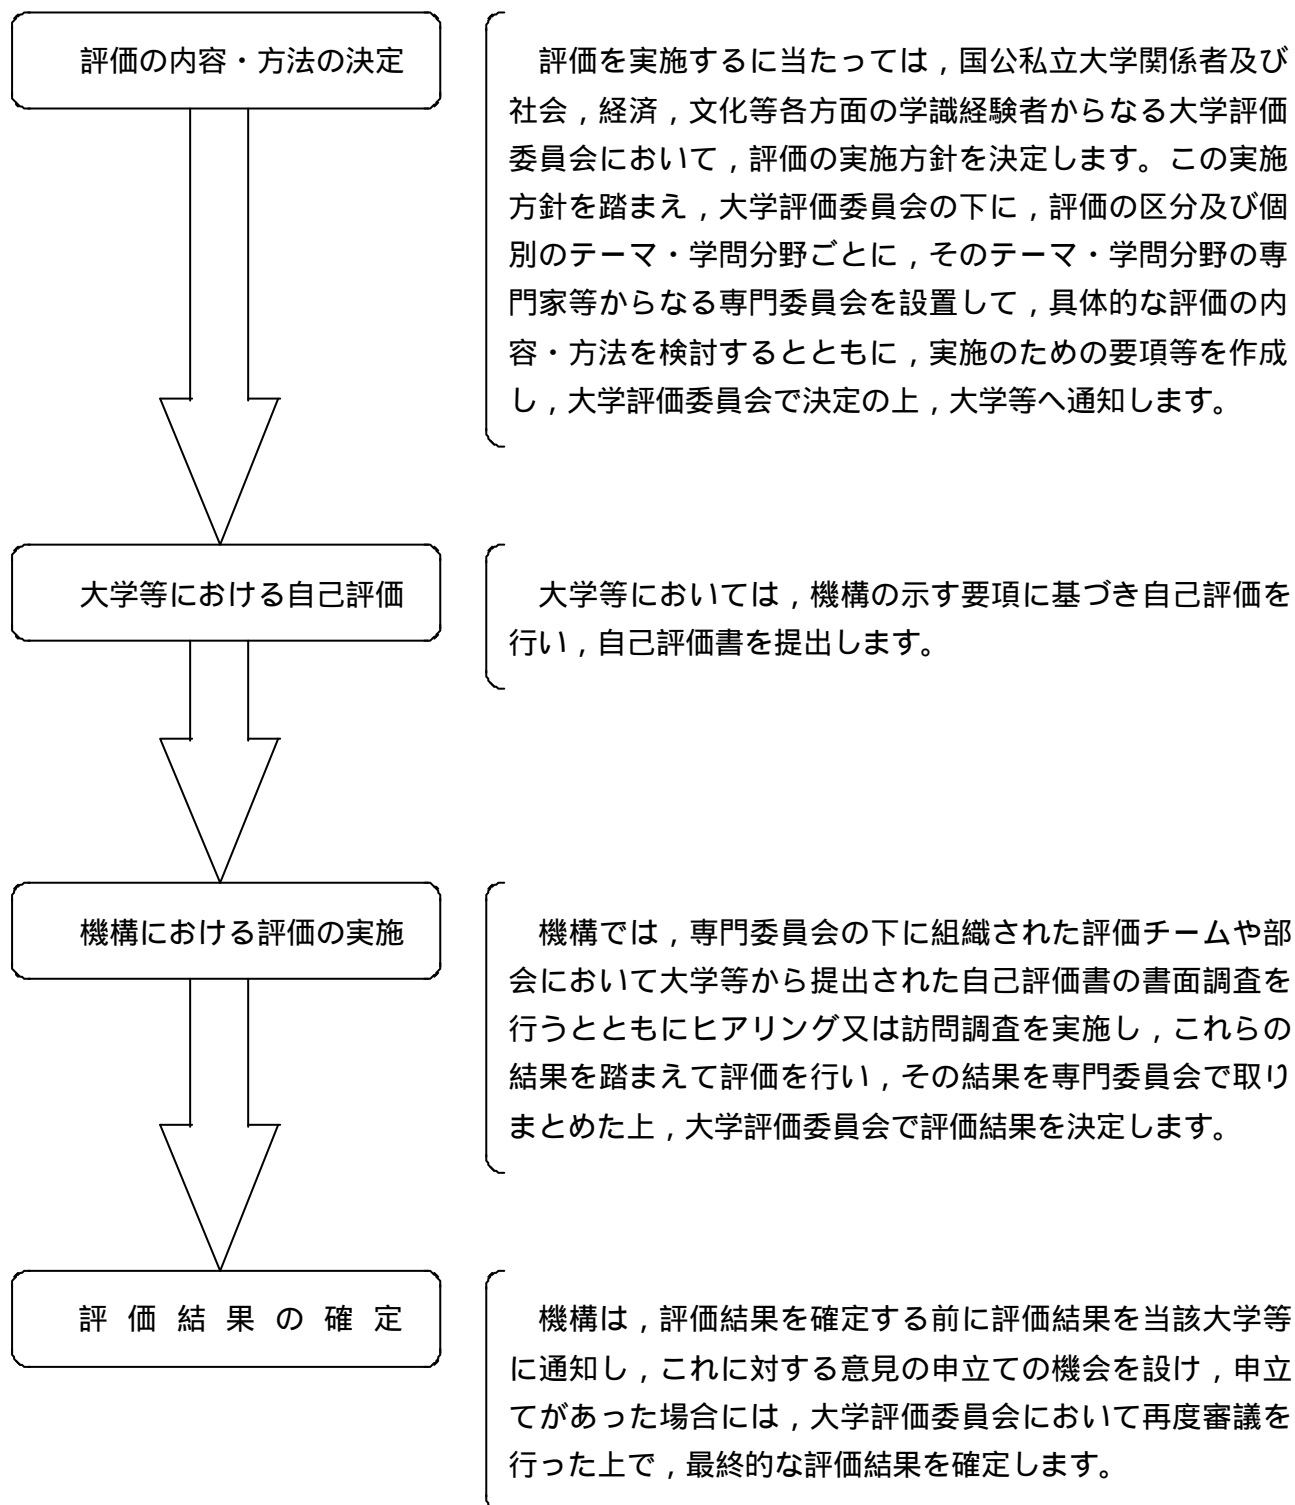 評価の内容・方法の決定
評価を実施するに当たっては，国公私立大学関係者及び
社会，経済，文化等各方面の学識経験者からなる大学評価
委員会において，評価の実施方針を決定します。この実施
方針を踏まえ，大学評価委員会の下に，評価の区分及び個
別のテーマ・学問分野ごとに，そのテーマ・学問分野の専
門家等からなる専門委員会を設置して，具体的な評価の内
容・方法を検討するとともに，実施のための要項等を作成
し，大学評価委員会で決定の上，大学等へ通知します。
大学等における自己評価
大学等においては，機構の示す要項に基づき自己評価を
行い，自己評価書を提出します。
機構における評価の実施
機構では，専門委員会の下に組織された評価チームや部
会において大学等から提出された自己評価書の書面調査を
行うとともにヒアリング又は訪問調査を実施し，これらの
結果を踏まえて評価を行い，その結果を専門委員会で取り
まとめた上，大学評価委員会で評価結果を決定します。
評価結果の確定
機構は，評価結果を確定する前に評価結果を当該大学等
に通知し，これに対する意見の申立ての機会を設け，申立
てがあった場合には，大学評価委員会において再度審議を
行った上で，最終的な評価結果を確定します。